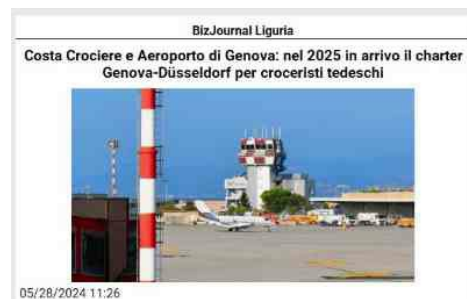 BizJournal Liguria
Costa Crociere e Aeroporto di Genova: nel 2025 in arrivo il charter
Genova-Düsseldorf per croceristi tedeschi
05/28/2024 11:26